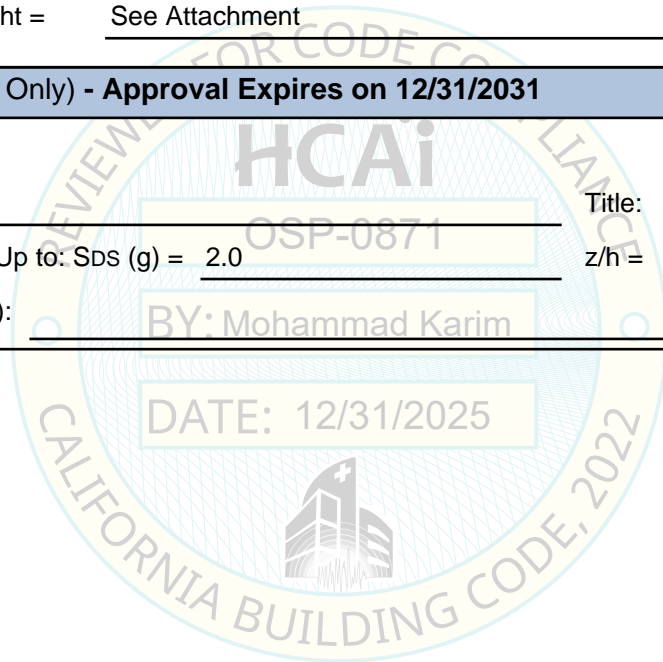 ht = See Attachment
Only) - Approval Expires on 12/31/2031
REVIEWED FOR CODE COMPLIANCE
HCAi
Title:
OSP-0871
Up to: SDS (g) = 2.0 z/h =
):
BY: Mohammad Karim
DATE: 12/31/2025
CALIFORNIA BUILDING CODE, 2022